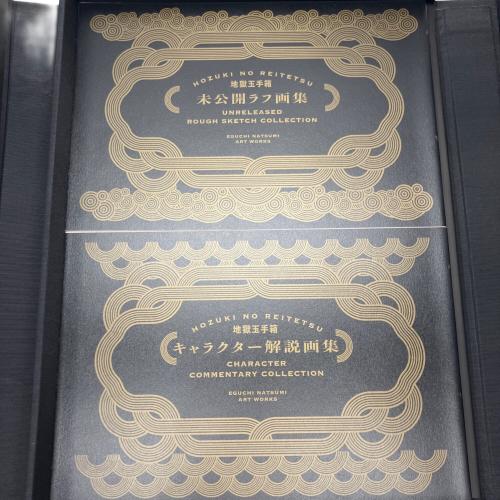 HOZUKI NO REITETSU
地獄玉手箱
未公開ラフ画集
UNRELEASED
ROUGH SKETCH COLLECTION
EGUCHI NATSUMI
ART WORKS
HOZUKI NO REITETSU
地獄玉手箱
キャラクター解説画集
CHARACTER
COMMENTARY COLLECTION
EGUCHI NATSUMI
ART WORKS